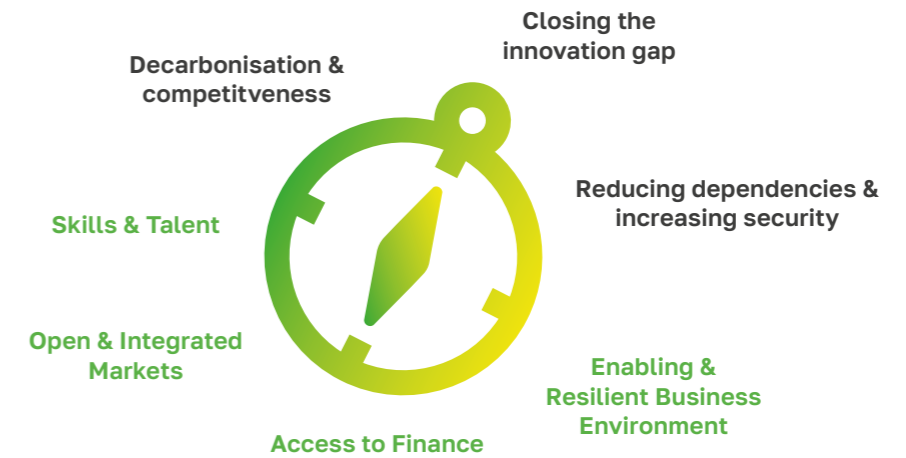 Closing the
innovation gap
Decarbonisation &
competitveness
Reducing dependencies &
increasing security
Skills & Talent
Open & Integrated
Markets
Enabling &
Resilient Business
Environment
Access to Finance